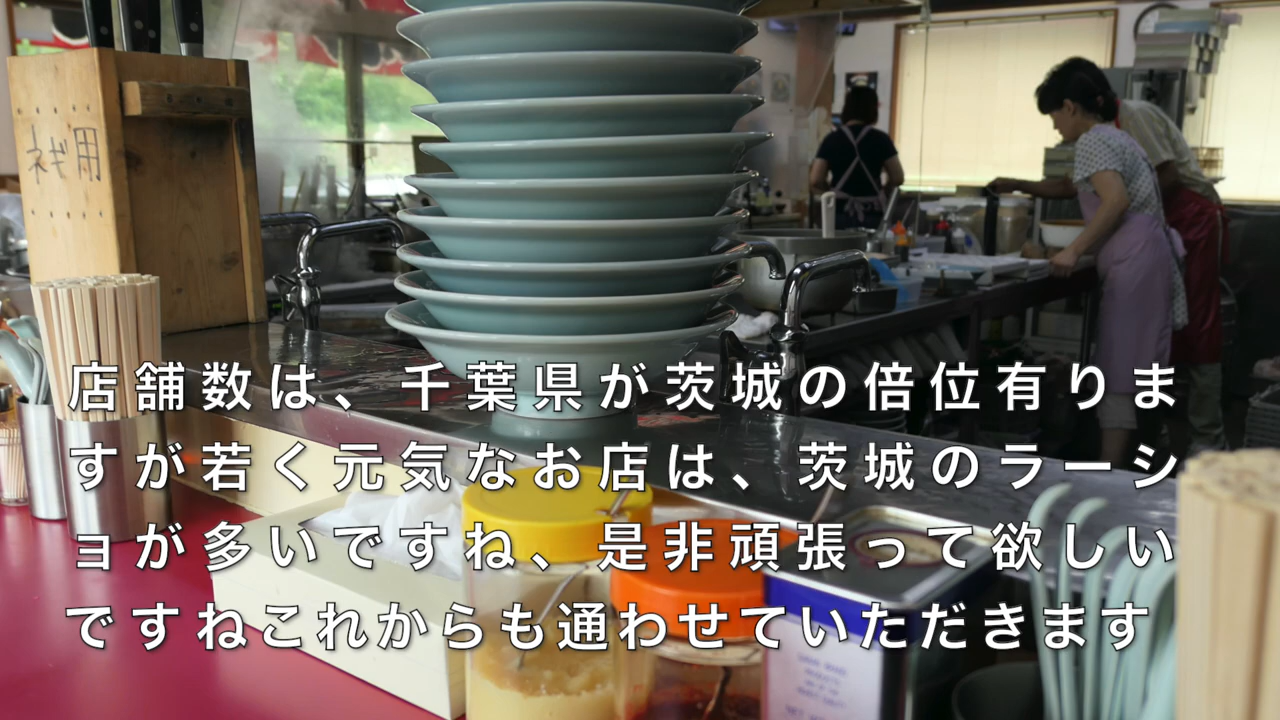 ネギ用
店舗数は、千葉県が茨城の倍位有りま
すが若く元気なお店は、茨城のラーシ
ョが多いですね、是非頑張って欲しい
ですねこれからも通わせていただきます